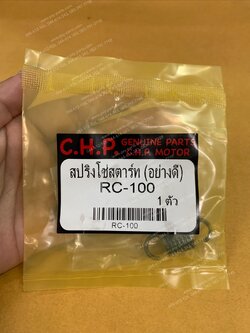 C.H.P. GENUINE PARTS
C.H.P. MOTOR
สปริงโซ่สตาร์ท (อย่างดี)
RC-100
1 ตัว
RC-100